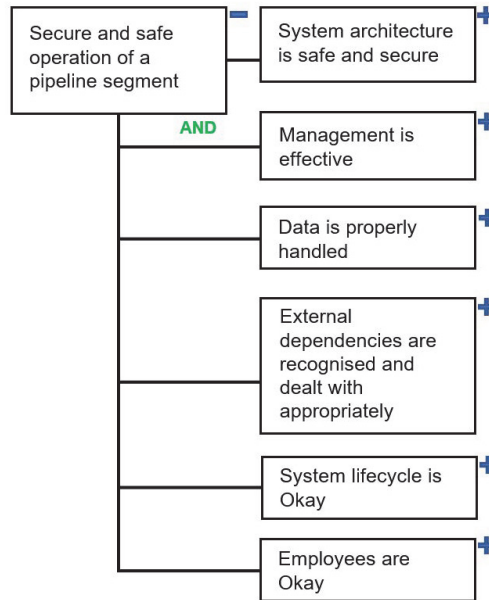 Secure and safe
operation of a
pipeline segment
System architecture
is safe and secure
AND
Management is
effective
Data is properly
handled
External
dependencies are
recognised and
dealt with
appropriately
System lifecycle is
Okay
Employees are
Okay